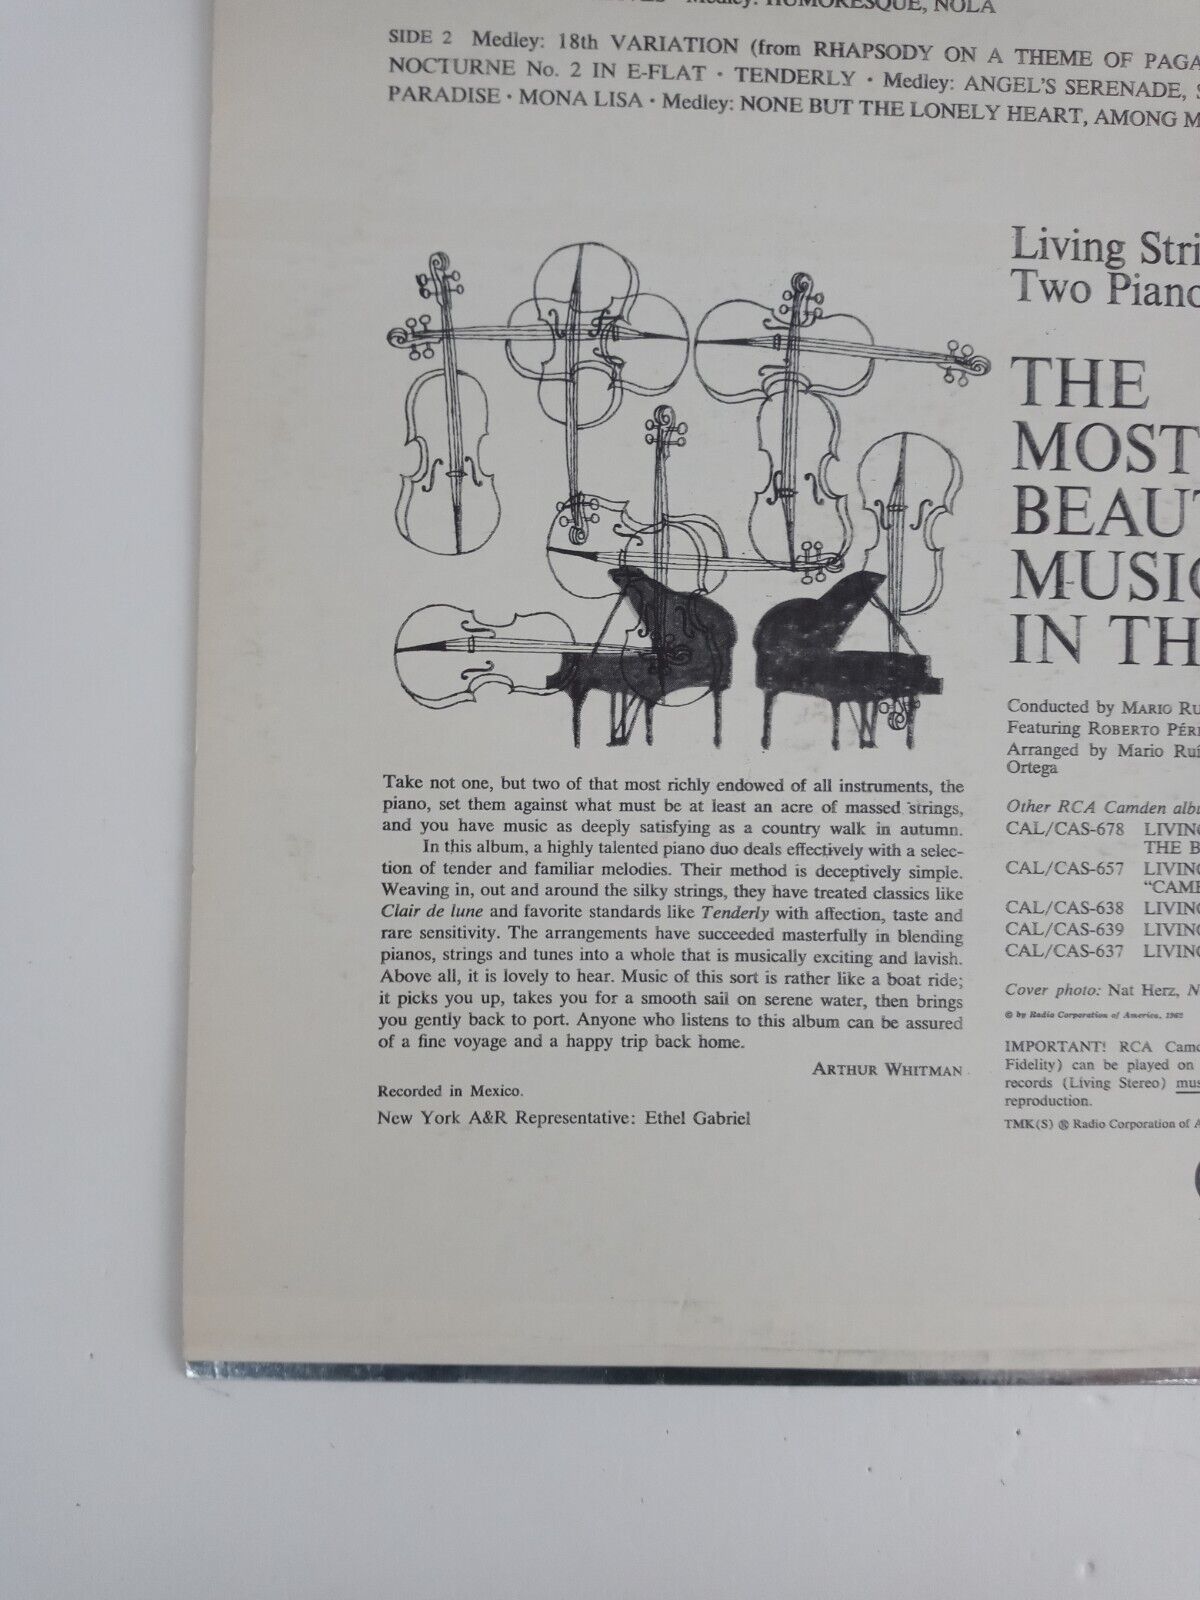 HUMORESQUE, NOLA
SIDE 2 Medley: 18th VARIATION (from RHAPSODY ON A THEME OF PAGA
NOCTURNE No. 2 IN E-FLAT · TENDERLY · Medley: ANGEL'S SERENADE, S
PARADISE · MONA LISA · Medley: NONE BUT THE LONELY HEART, AMONG M
Living Stri
Two Piano
THE
MOST
BEAUT
MUSIC
IN TH
Conducted by MARIO RU
Featuring ROBERTO PÉR
Arranged by Mario Ruí
Ortega
Take not one, but two of that most richly endowed of all instruments, the
piano, set them against what must be at least an acre of massed strings,
and you have music as deeply satisfying as a country walk in autumn.
In this album, a highly talented piano duo deals effectively with a selec-
tion of tender and familiar melodies. Their method is deceptively simple.
Weaving in, out and around the silky strings, they have treated classics like
Clair de lune and favorite standards like Tenderly with affection, taste and
rare sensitivity. The arrangements have succeeded masterfully in blending
pianos, strings and tunes into a whole that is musically exciting and lavish.
Above all, it is lovely to hear. Music of this sort is rather like a boat ride;
it picks you up, takes you for a smooth sail on serene water, then brings
you gently back to port. Anyone who listens to this album can be assured
of a fine voyage and a happy trip back home.
ARTHUR WHITMAN
Recorded in Mexico.
New York A&R Representative: Ethel Gabriel
Other RCA Camden albu
CAL/CAS-678 LIVING
THE B
CAL/CAS-657 LIVING
"CAME
CAL/CAS-638 LIVING
CAL/CAS-639 LIVING
CAL/CAS-637 LIVING
Cover photo: Nat Herz, N
© by Radio Corporation of America, 1962
IMPORTANT! RCA Camd
Fidelity) can be played on
records (Living Stereo) mus
reproduction.
TMK(S) ® Radio Corporation of A